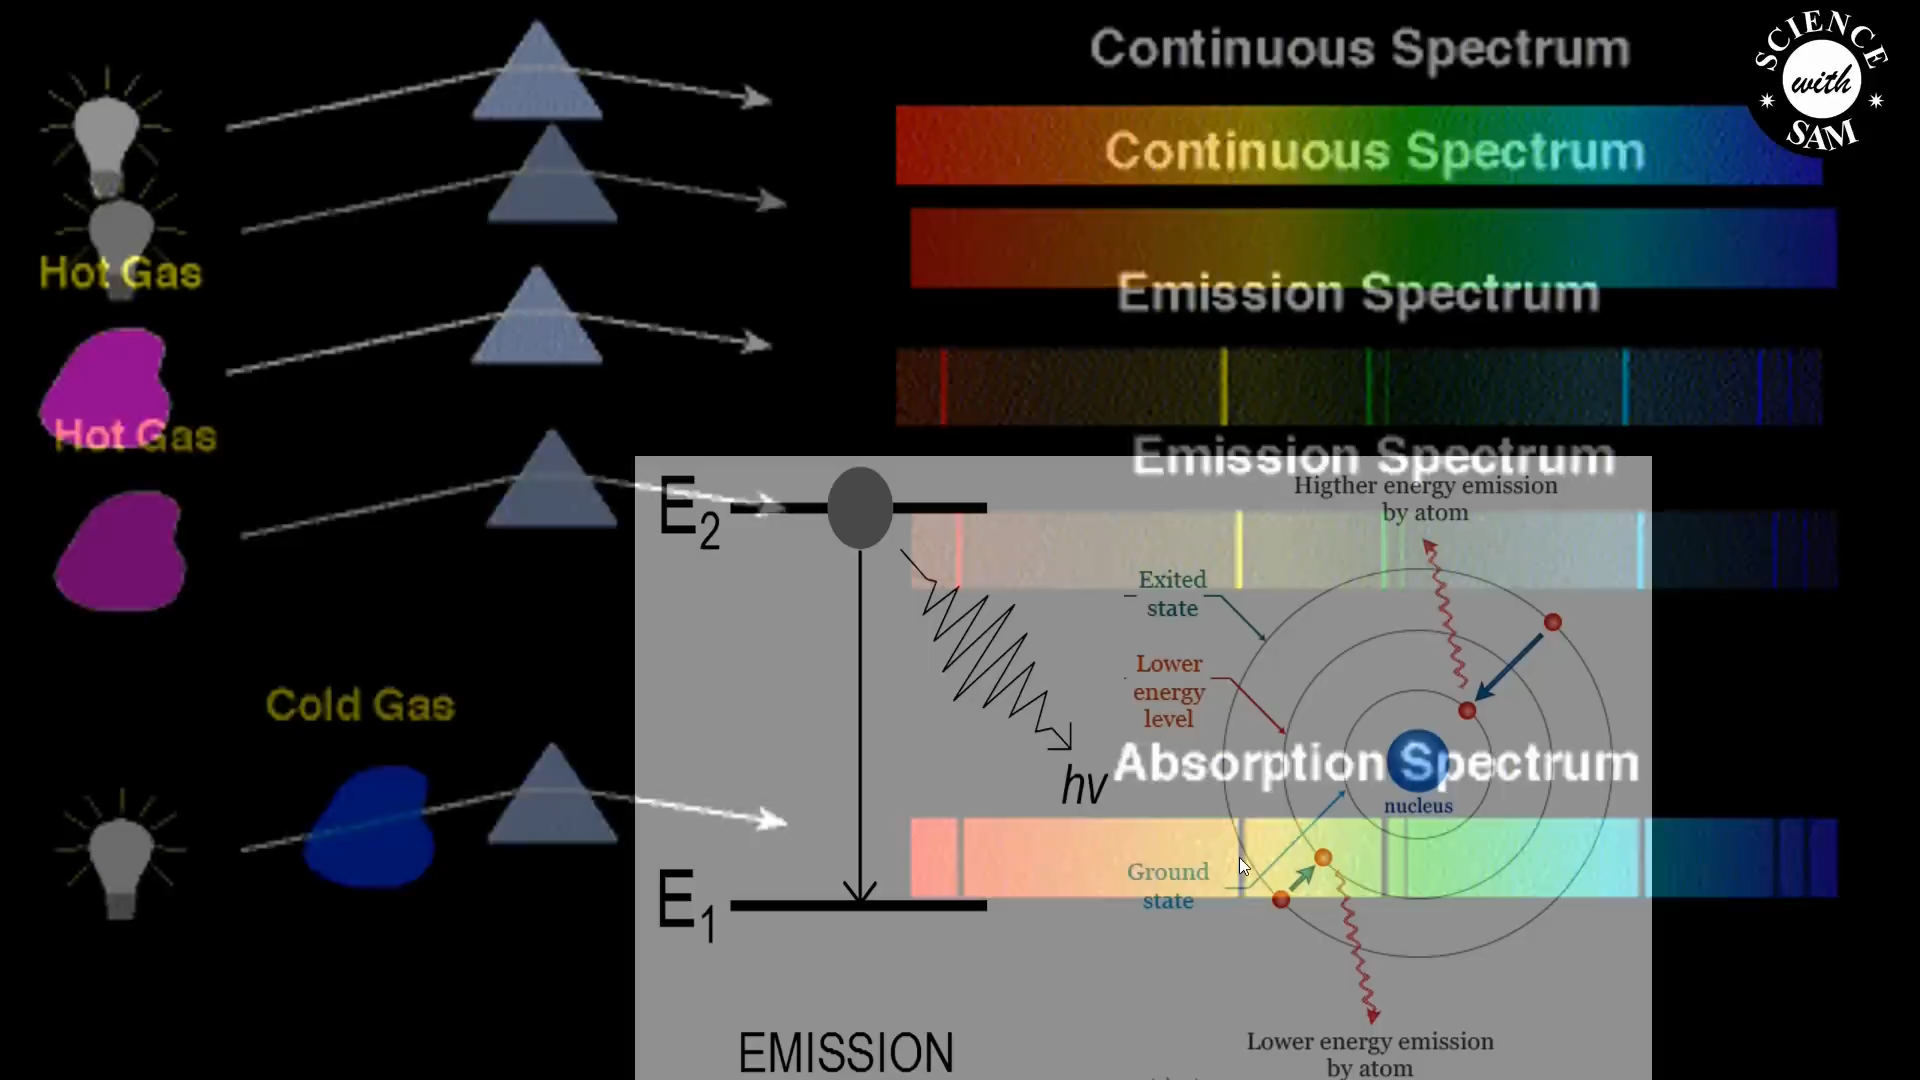 Continuous Spectrum
SCIENCE
with
SAM
Continuous Spectrum
Hot Gas
Emission Spectrum
Hot Gas
Emission Spectrum
E2
Higther energy emission
by atom
Exited
state
Lower
energy
level
Cold Gas
Absorption Spectrum
hv
nucleus
Ground
state
E1
EMISSION
Lower energy emission
by atom